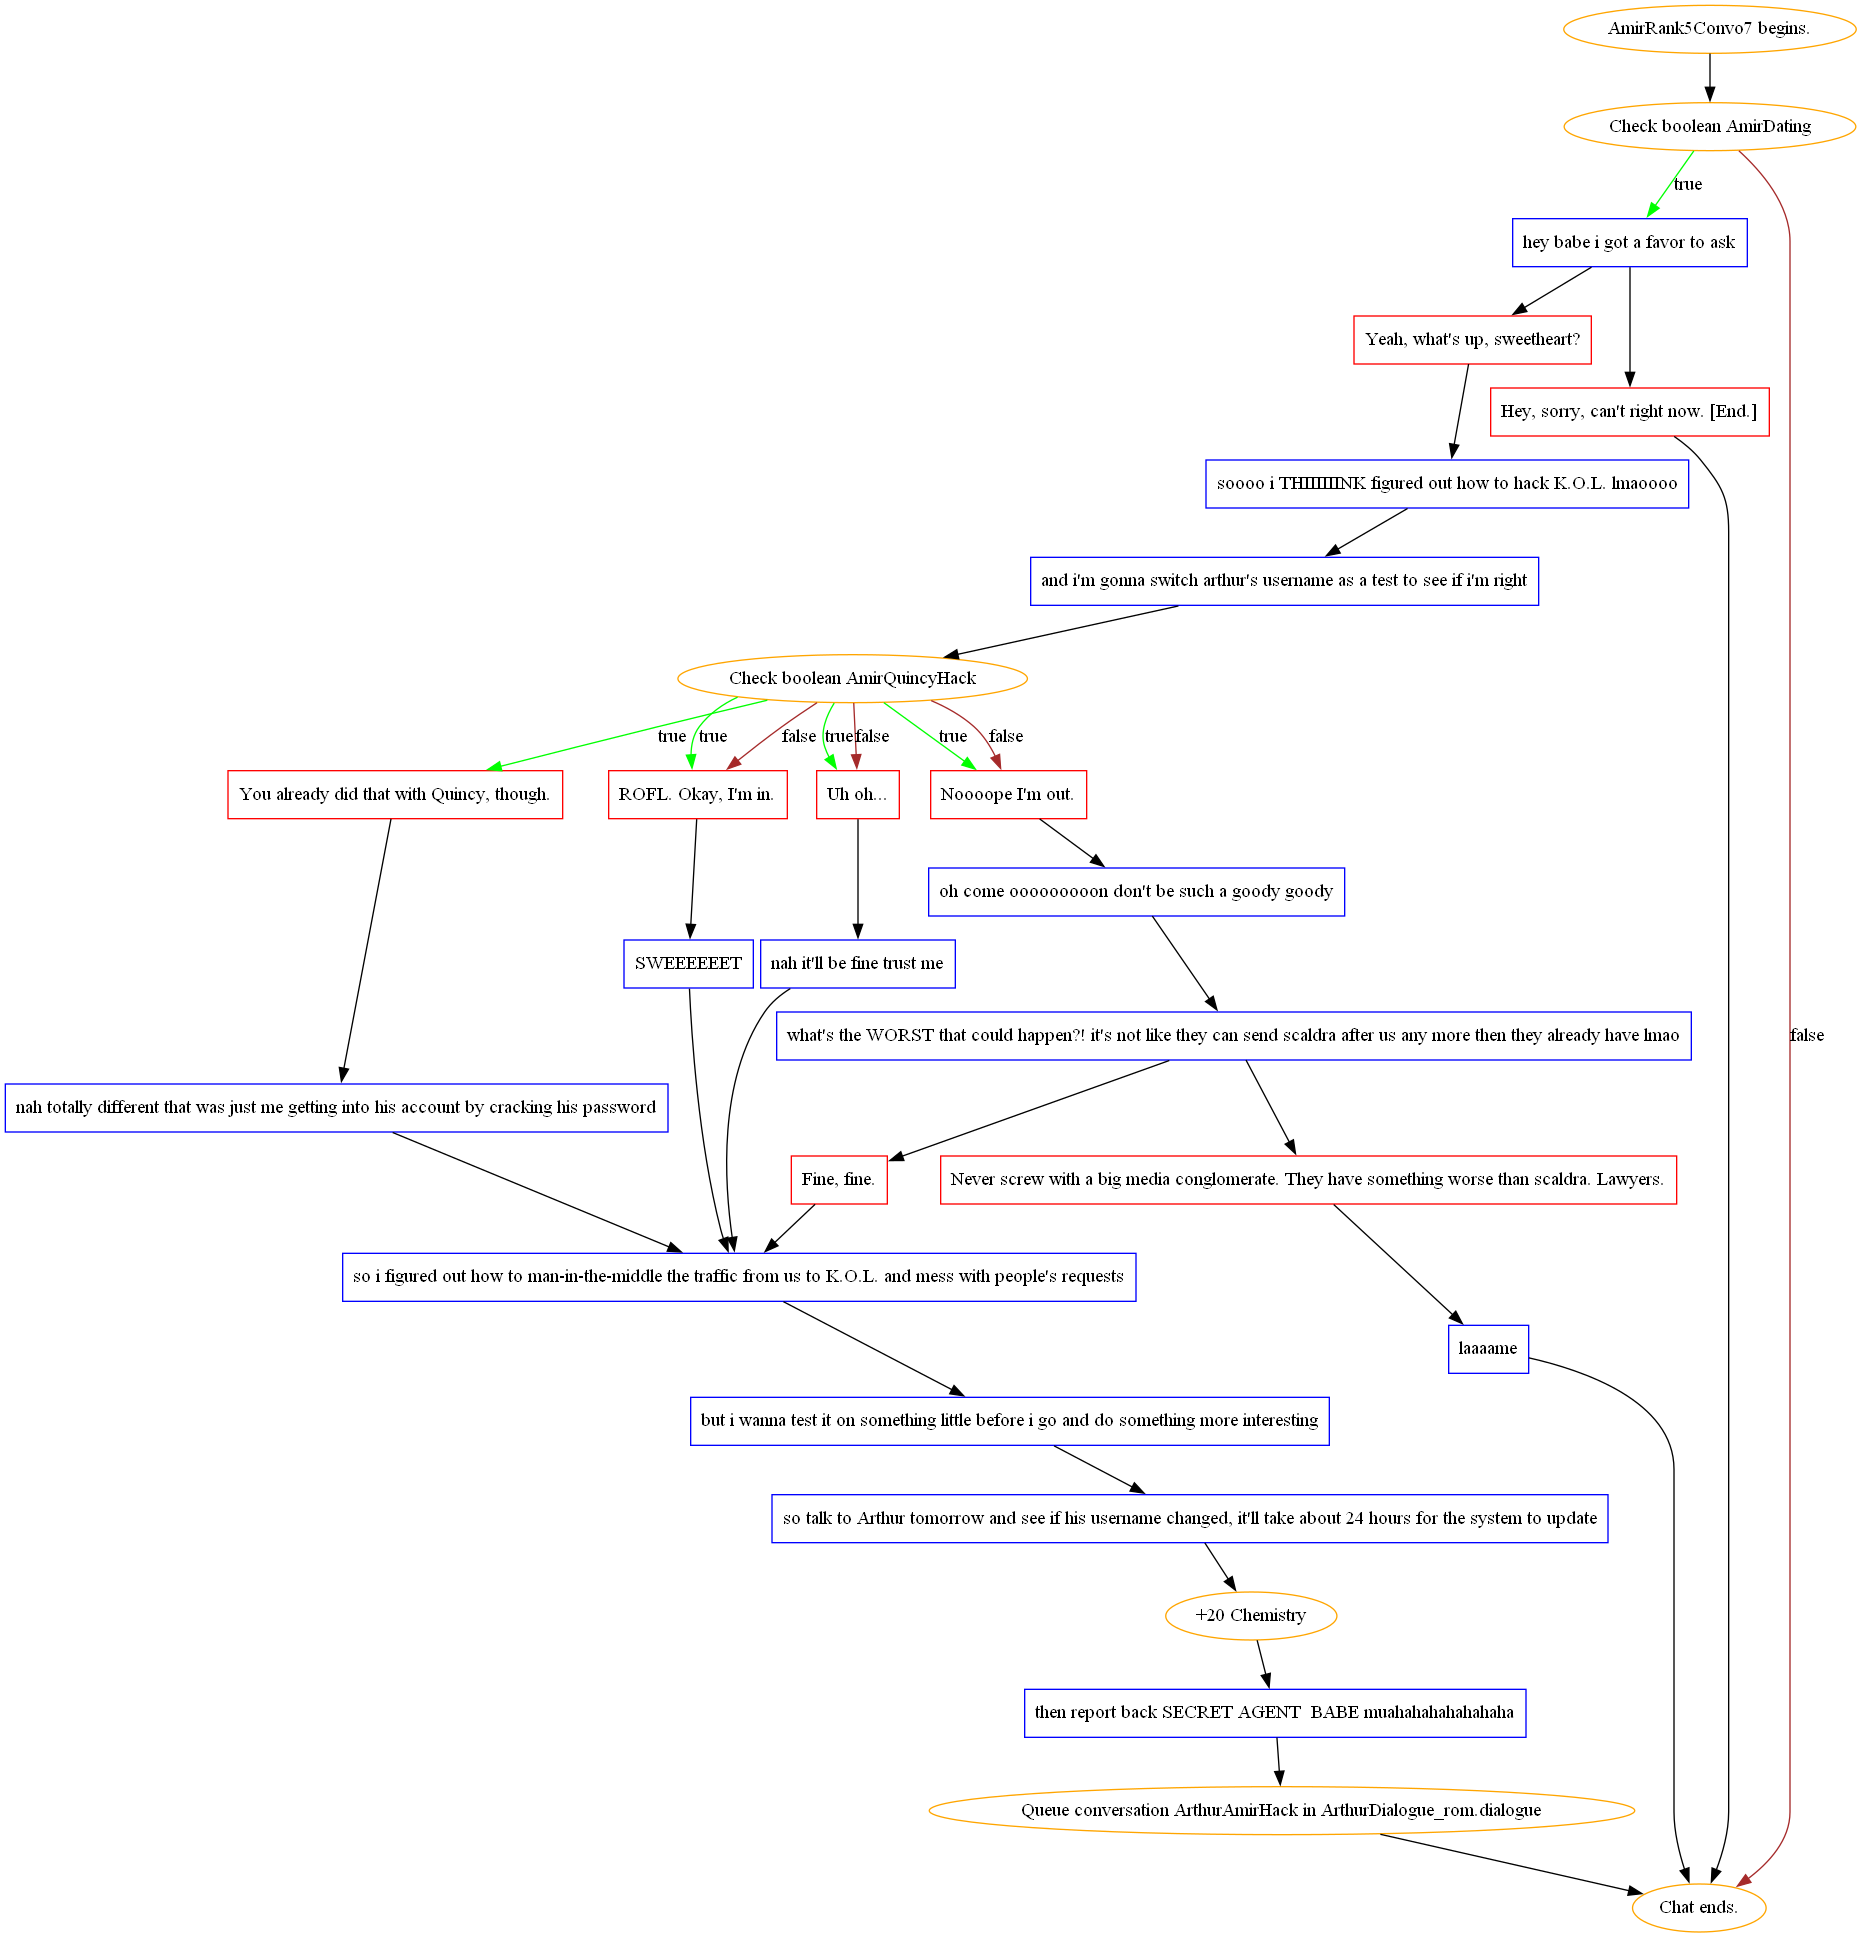 AmirRank5Convo7 begins.
Check boolean AmirDating
true
hey babe i got a favor to ask
Yeah, what's up, sweetheart?
Hey, sorry, can't right now. [End.]
soooo i THIIIIIINK figured out how to hack K.O.L. lmaoooo
and i'm gonna switch arthur's username as a test to see if i'm right
Check boolean AmirQuincyHack
true
true
false
true
false
true
false
You already did that with Quincy, though.
ROFL. Okay, I'm in.
Uh oh...
Noooope I'm out.
oh come ooooooooon don't be such a goody goody
SWEEEEEET
nah it'll be fine trust me
what's the WORST that could happen?! it's not like they can send scaldra after us any more then they already have lmao
false
nah totally different that was just me getting into his account by cracking his password
Fine, fine.
Never screw with a big media conglomerate. They have something worse than scaldra. Lawyers.
so i figured out how to man-in-the-middle the traffic from us to K.O.L. and mess with people's requests
laaaame
but i wanna test it on something little before i go and do something more interesting
so talk to Arthur tomorrow and see if his username changed, it'll take about 24 hours for the system to update
+20 Chemistry
then report back SECRET AGENT  BABE muahahahahahahaha
Queue conversation ArthurAmirHack in ArthurDialogue_rom.dialogue
Chat ends.